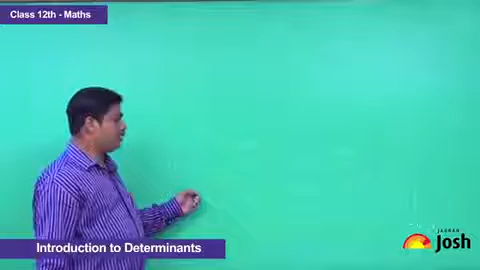 Class 12th - Maths
Introduction to Determinants
JAGRAN
Josh